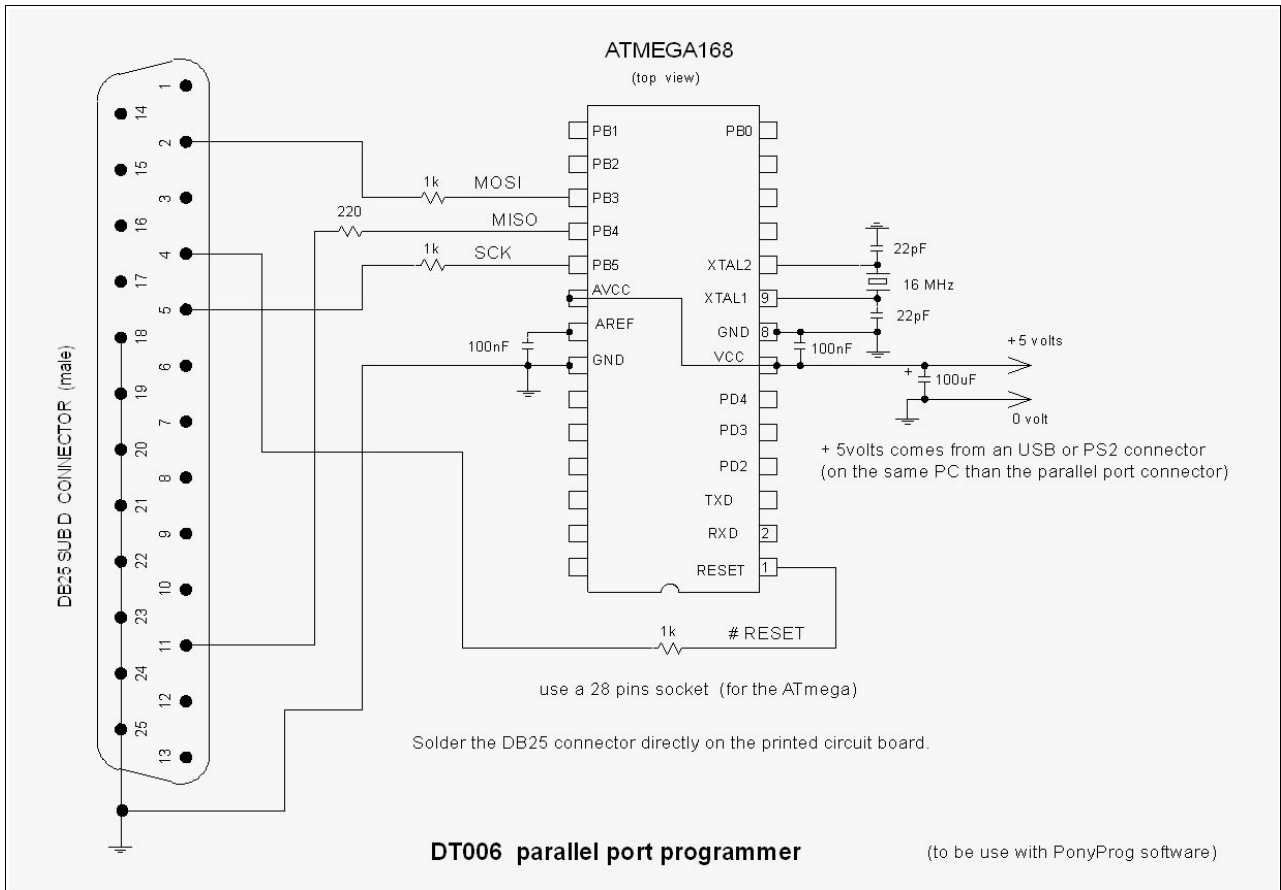 ATMEGA168
(top view)
1
14
2
15
3
16
4
17
5
18
6
19
7
20
8
21
9
22
10
23
11
24
12
25
13
DB25 SUBD CONNECTOR (male)
1k
MOSI
220
MISO
1k
SCK
100nF
PB1
PB2
PB3
PB4
PB5
AVCC
AREF
GND
PB0
XTAL2
XTAL1
9
GND
8
VCC
PD4
PD3
PD2
TXD
RXD
2
RESET
1
22pF
16 MHz
22pF
100nF
+5 volts
+
100uF
0 volt
+ 5volts comes from an USB or PS2 connector
(on the same PC than the parallel port connector)
1k
# RESET
use a 28 pins socket (for the ATmega)
Solder the DB25 connector directly on the printed circuit board.
DT006 parallel port programmer
(to be use with PonyProg software)